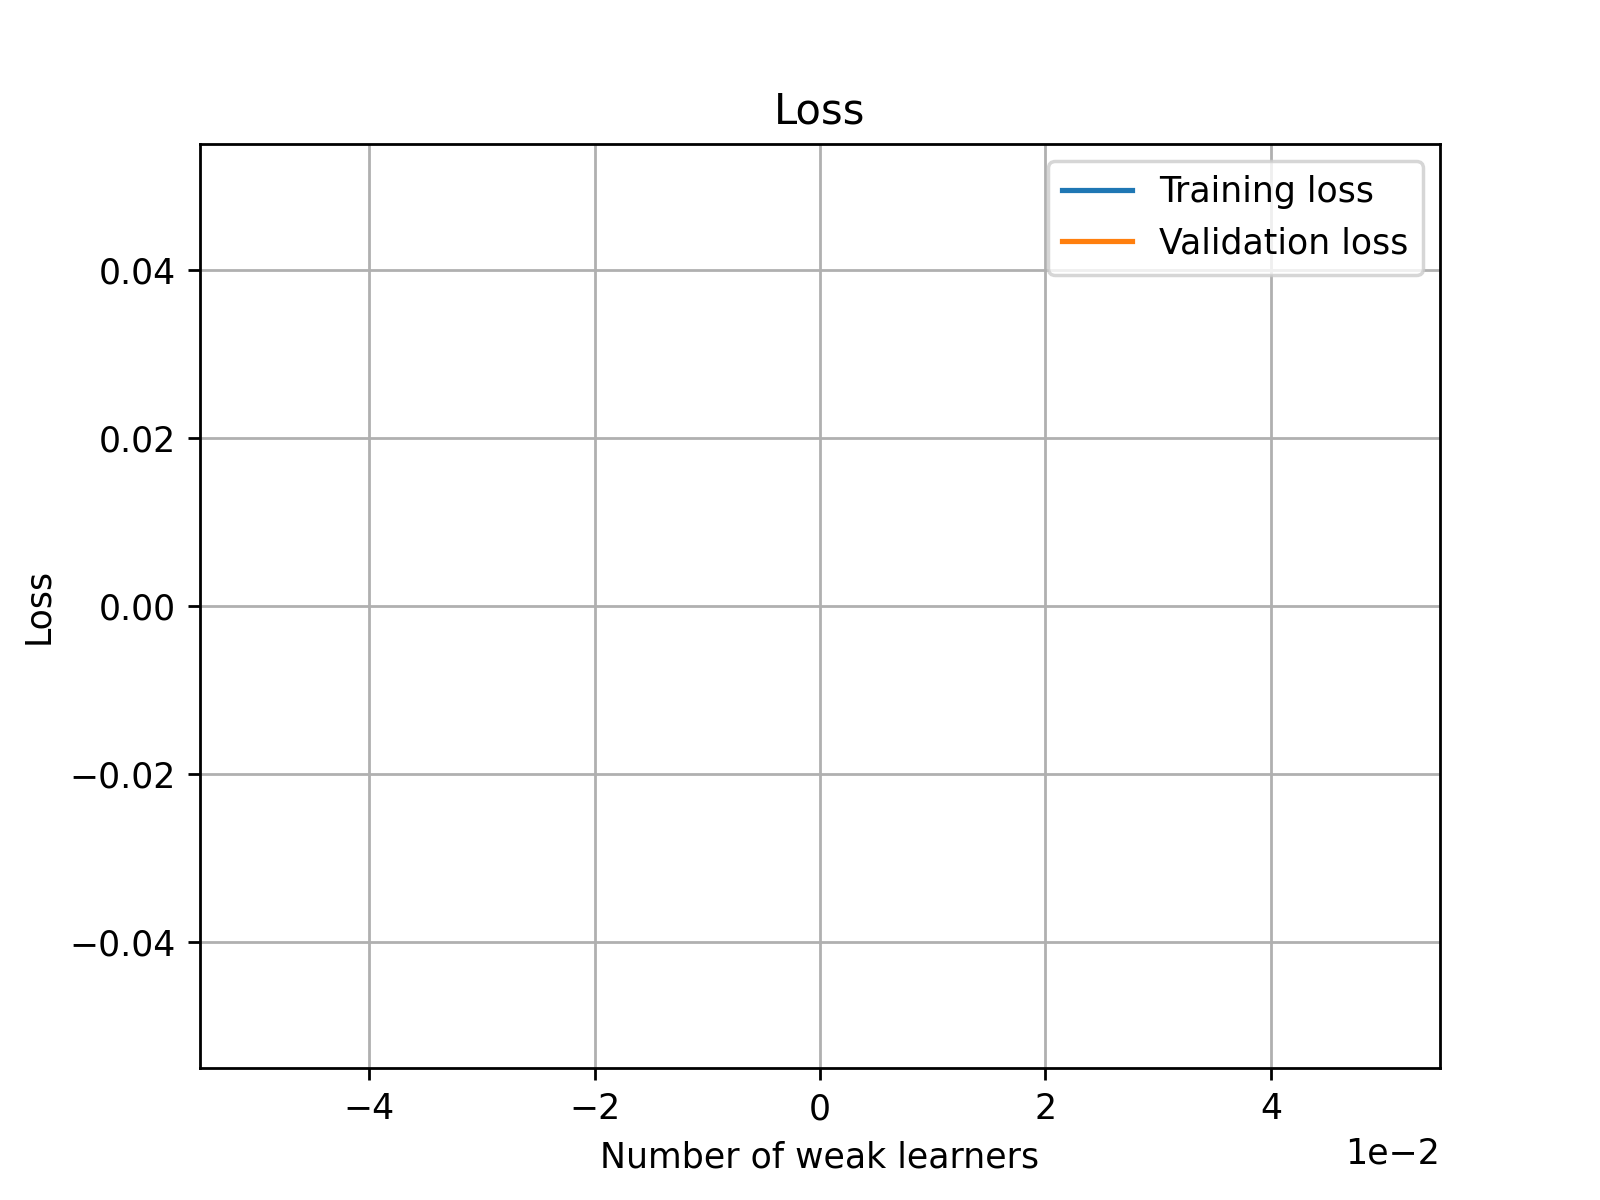 Loss
Training loss
Validation loss
0.04
0.02
0.00
−0.02
−0.04
Loss
−4 −2 0 2 4
Number of weak learners
1e−2